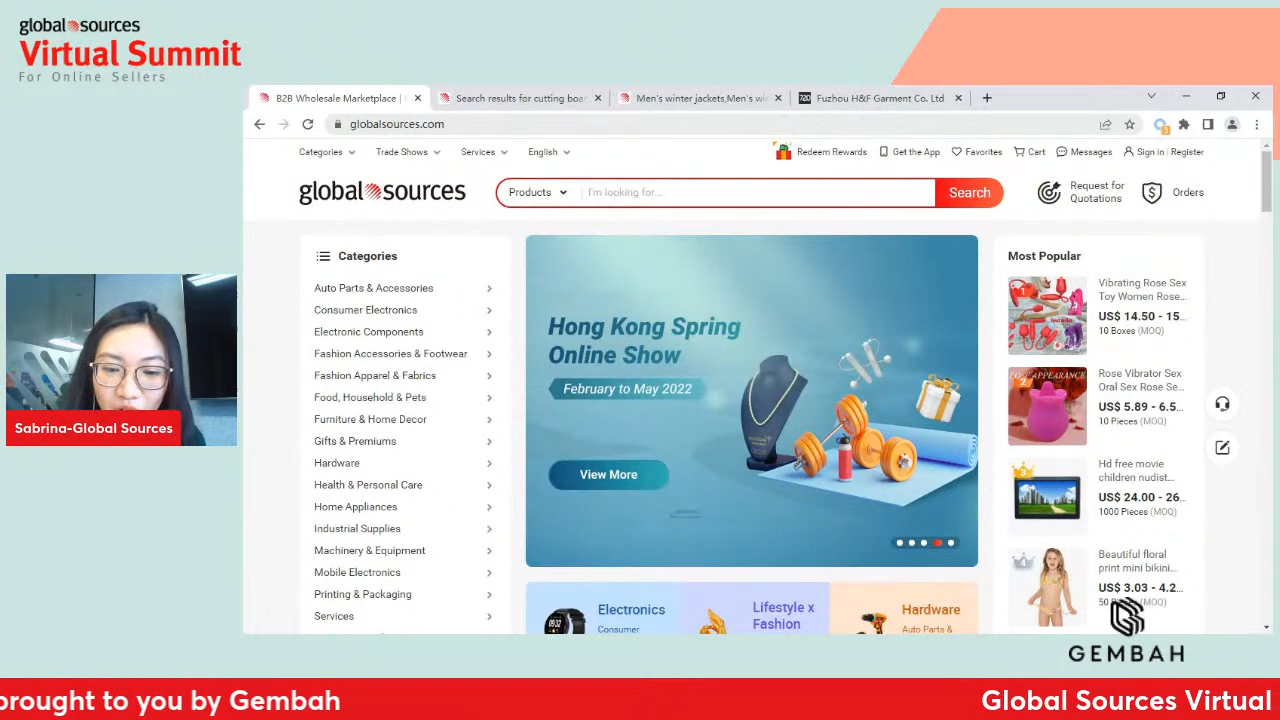 global sources
Virtual Summit
For Online Sellers
B2B Wholesale Marketplace |
Search results for cutting boa
Men's winter jackets,Men's wi
720
Fuzhou H&F Garment Co. Ltd
globalsources.com
3
Categories
Trade Shows
Services
English
Redeem Rewards
Get the App
Favorites
Cart
Messages
Sign in | Register
global sources
Products
I'm looking for...
Search
Request for
Quotations
Orders
Categories
Auto Parts & Accessories
Consumer Electronics
Electronic Components
Fashion Accessories & Footwear
Fashion Apparel & Fabrics
Food, Household & Pets
Furniture & Home Decor
Gifts & Premiums
Hardware
Health & Personal Care
Home Appliances
Industrial Supplies
Machinery & Equipment
Mobile Electronics
Printing & Packaging
Services
Hong Kong Spring
Online Show
February to May 2022
View More
Most Popular
1
Vibrating Rose Sex
Toy Women Rose...
US$ 14.50 - 15...
10 Boxes (MOQ)
2
Rose Vibrator Sex
Oral Sex Rose Se...
US$ 5.89 - 6.5...
10 Pieces (MOQ)
3
Hd free movie
children nudist...
US$ 24.00 - 26...
1000 Pieces (MOQ)
4
Beautiful floral
print mini bikini...
US$ 3.03 - 4.2...
(MOQ)
Electronics
Consumer
Lifestyle x
Fashion
Hardware
Auto Parts &
Sabrina-Global Sources
GEMBAH
brought to you by Gembah
Global Sources Virtual